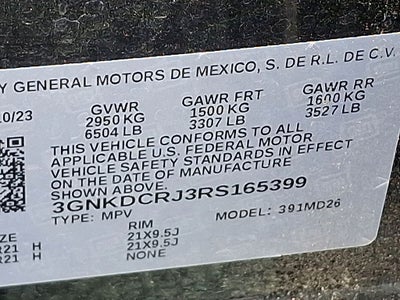 Y GENERAL MOTORS DE MEXICO, S. DE R.L. DE C.V.
10/23 GVWR GAWR FRT GAWR RR
2950 KG 1500 KG 1600 KG
6504 LB 3307 LB 3527 LB
THIS VEHICLE CONFORMS TO ALL
APPLICABLE U.S. FEDERAL MOTOR
VEHICLE SAFETY STANDARDS IN EFFECT
ON THE DATE OF MANUFACTURE
SHOWN ABOVE.
3GNKDCRJ3RS165399
TYPE: MPV MODEL: 391MD26
RIM
R21 H 21X9.5J
R21 H 21X9.5J
NONE